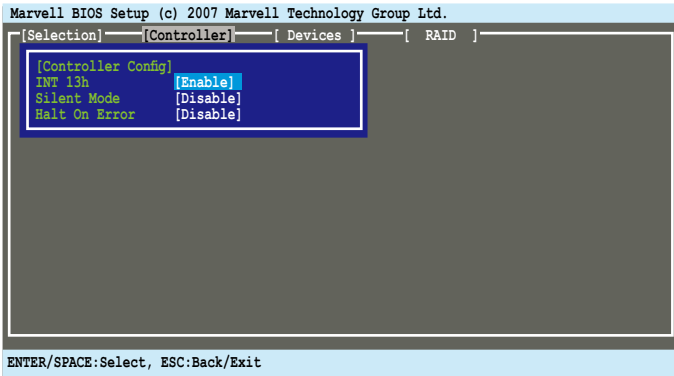 Marvell BIOS Setup (c) 2007 Marvell Technology Group Ltd.
[Selection] [Controller] [ Devices ] [ RAID ]
[Controller Config]
INT 13h [Enable]
Silent Mode [Disable]
Halt On Error [Disable]
ENTER/SPACE:Select, ESC:Back/Exit